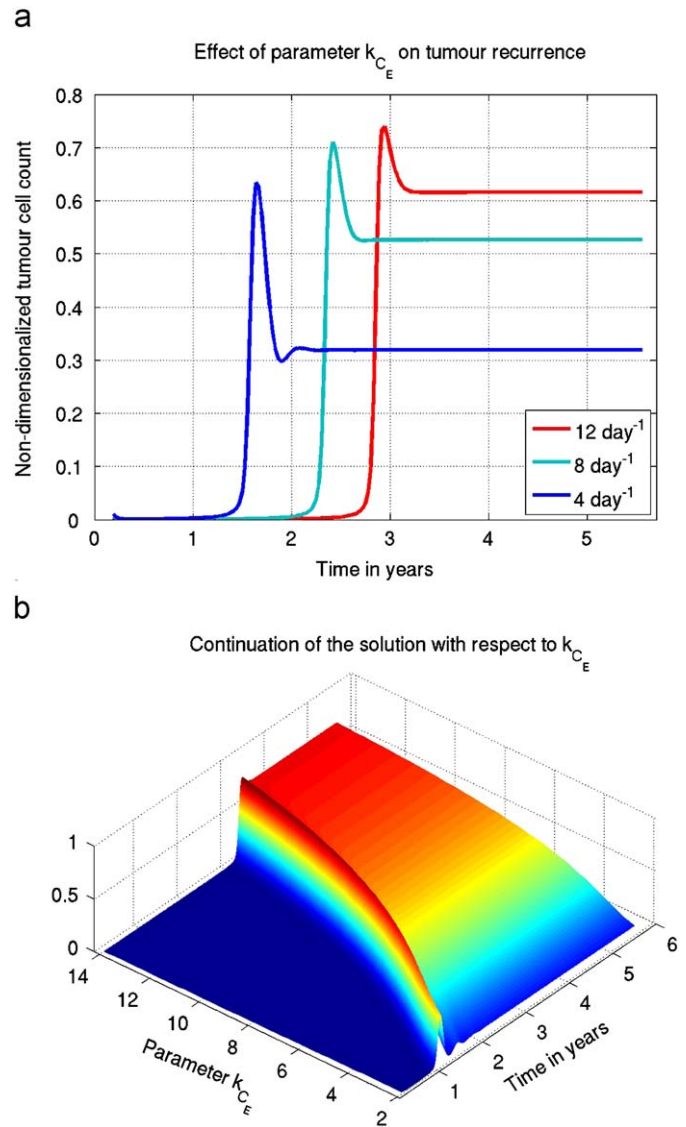 a
Effect of parameter k_C_E on tumour recurrence
Non-dimensionalized tumour cell count
0.8
0.7
0.6
0.5
0.4
0.3
0.2
0.1
0
0 1 2 3 4 5
12 day⁻¹
8 day⁻¹
4 day⁻¹
Time in years
b
Continuation of the solution with respect to k_C_E
1
0.5
0
14 12 10 8 6 4 2
Parameter k_C_E
1 2 3 4 5 6
Time in years